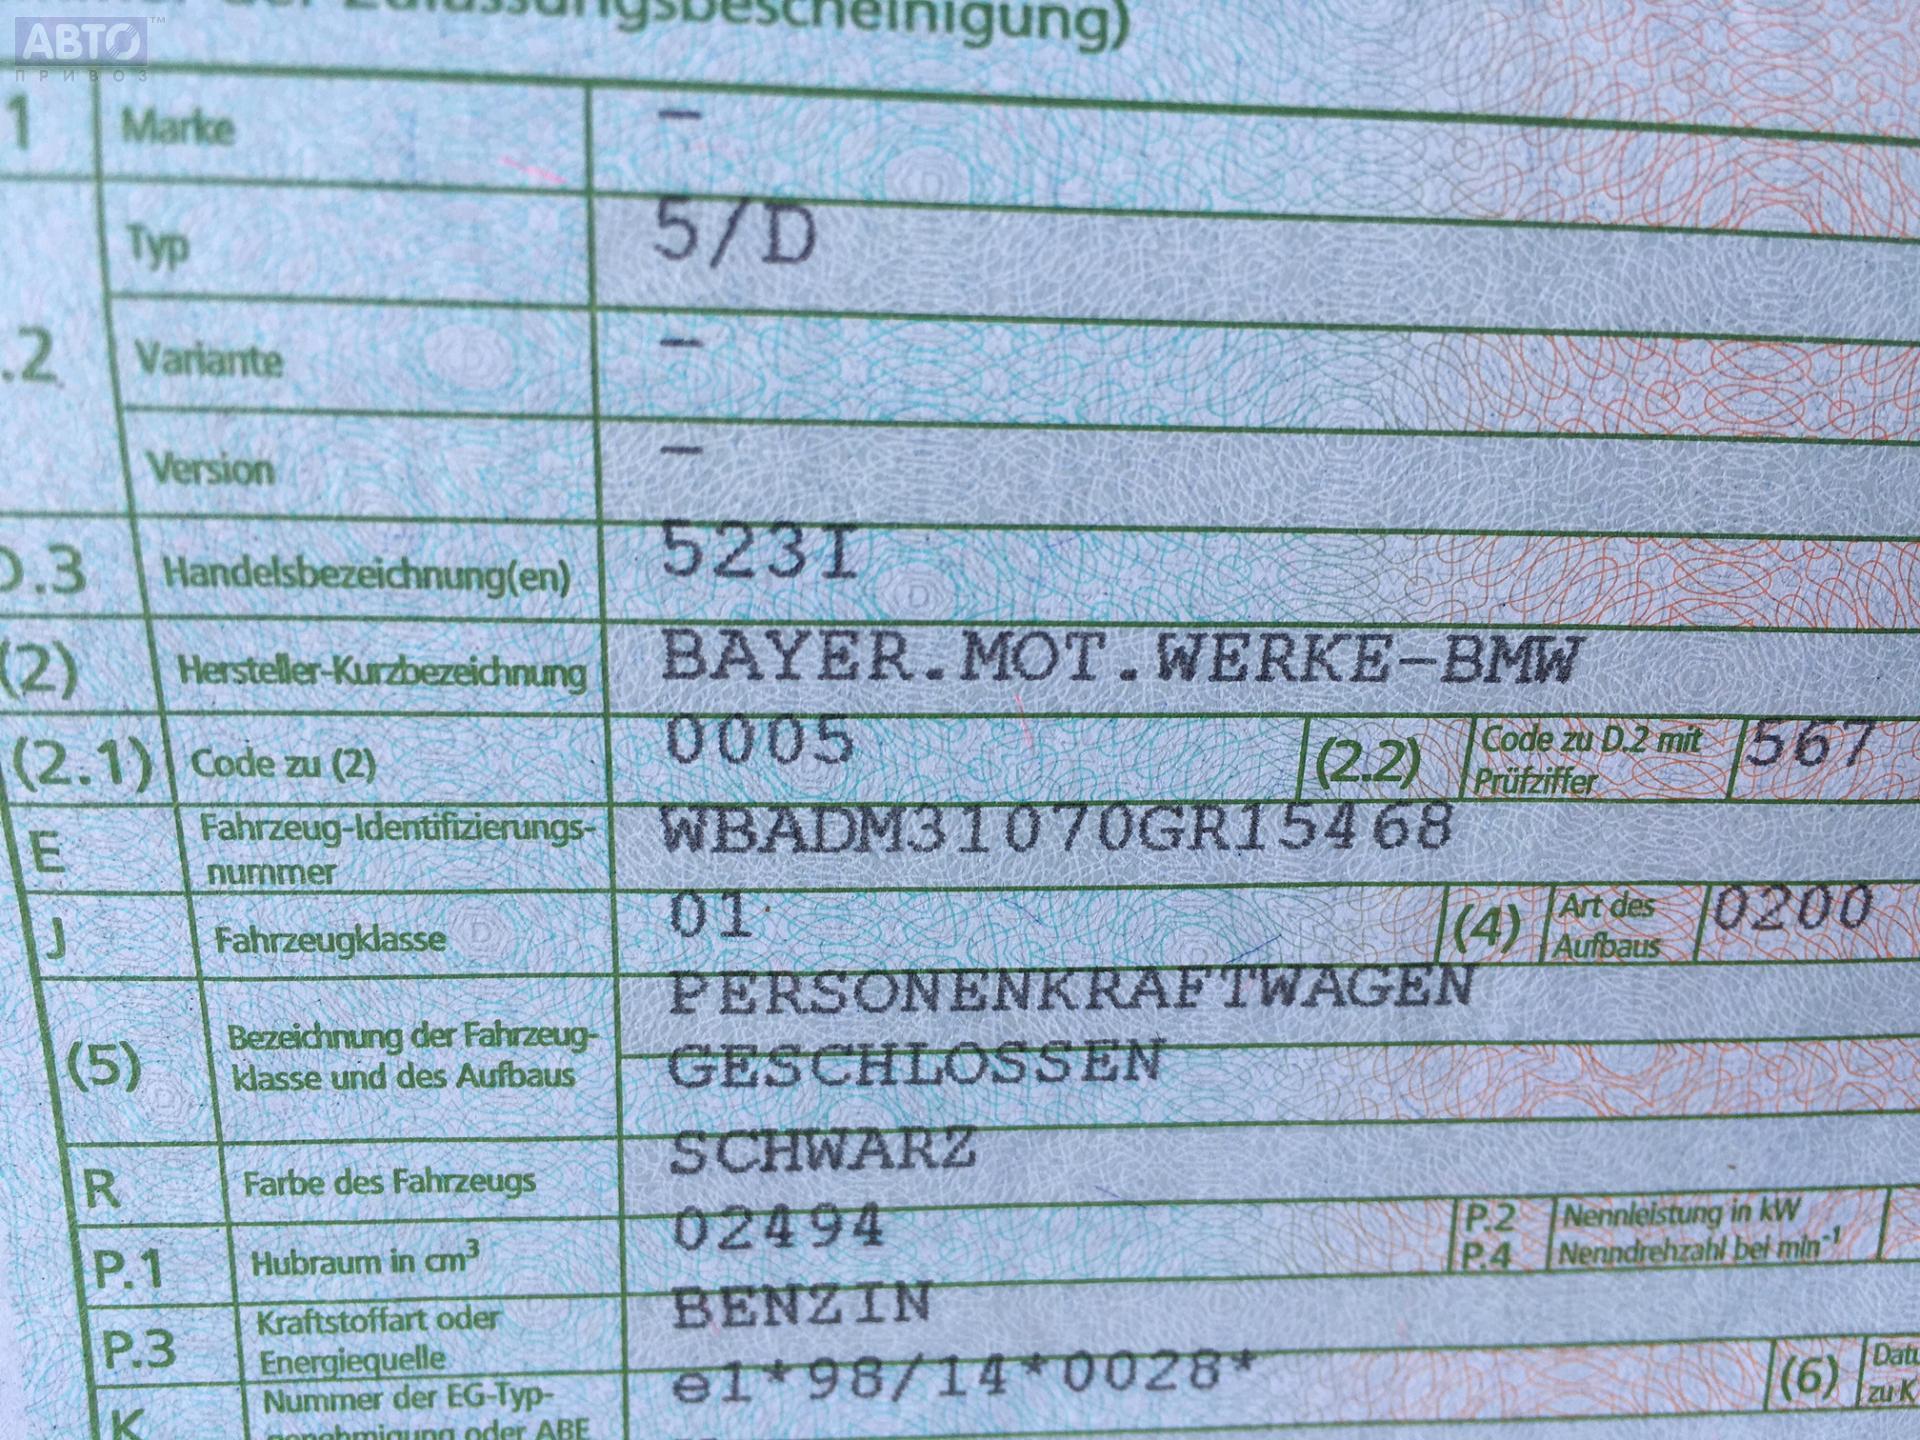 Zulassungsbescheinigung)
АВТО™
ПРИВОЗ
1 Marke –
Typ 5/D
.2 Variante –
Version –
D.3 Handelsbezeichnung(en) 523I
(2) Hersteller-Kurzbezeichnung BAYER.MOT.WERKE-BMW
(2.1) Code zu (2) 0005 (2.2) Code zu D.2 mit
Prüfziffer 567
E Fahrzeug-Identifizierungs-
nummer WBADM31070GR15468
J Fahrzeugklasse 01 (4) Art des
Aufbaus 0200
(5) Bezeichnung der Fahrzeug-
klasse und des Aufbaus PERSONENKRAFTWAGEN
GESCHLOSSEN
R Farbe des Fahrzeugs SCHWARZ
P.1 Hubraum in cm³ 02494 P.2 Nennleistung in kW
P.4 Nenndrehzahl bei min⁻¹
P.3 Kraftstoffart oder
Energiequelle BENZIN
K Nummer der EG-Typ-
genehmigung oder ABE e1*98/14*0028* (6) Datu
zu K